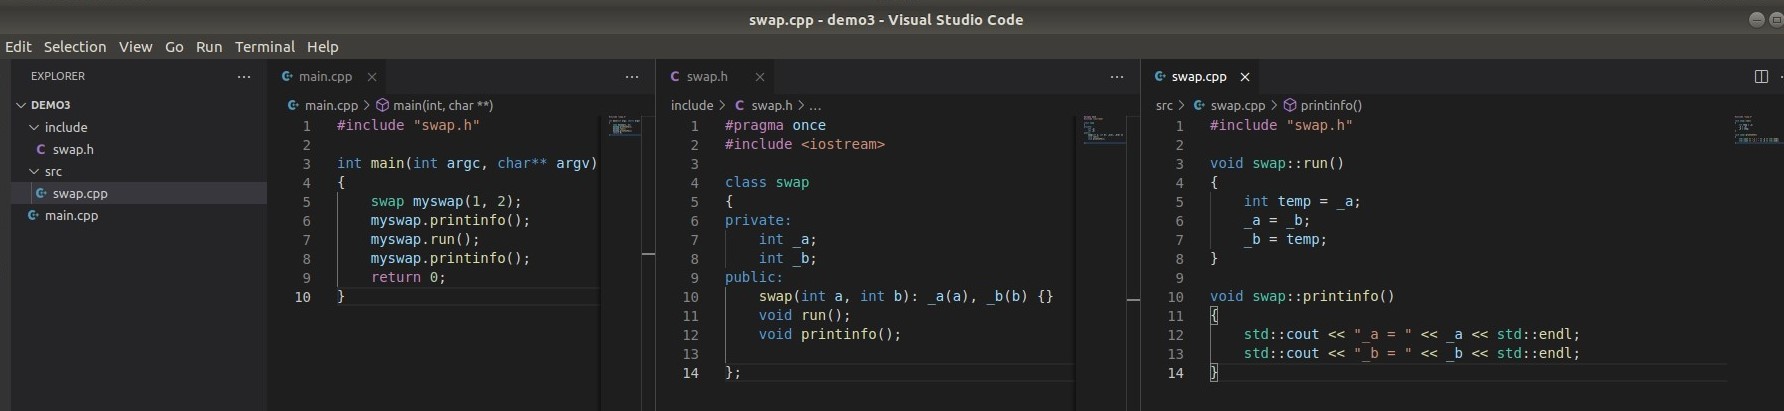 swap.cpp - demo3 - Visual Studio Code
Edit Selection View Go Run Terminal Help
EXPLORER
DEMO3
include
swap.h
src
swap.cpp
main.cpp
main.cpp
main.cpp > main(int, char **)
1 #include "swap.h"
2
3 int main(int argc, char** argv)
4 {
5     swap myswap(1, 2);
6     myswap.printinfo();
7     myswap.run();
8     myswap.printinfo();
9     return 0;
10 }
swap.h
include > C swap.h > ...
1 #pragma once
2 #include <iostream>
3
4 class swap
5 {
6 private:
7     int _a;
8     int _b;
9 public:
10     swap(int a, int b): _a(a), _b(b) {}
11     void run();
12     void printinfo();
13
14 };
swap.cpp
src > swap.cpp > printinfo()
1 #include "swap.h"
2
3 void swap::run()
4 {
5     int temp = _a;
6     _a = _b;
7     _b = temp;
8 }
9
10 void swap::printinfo()
11 {
12     std::cout << "_a = " << _a << std::endl;
13     std::cout << "_b = " << _b << std::endl;
14 }